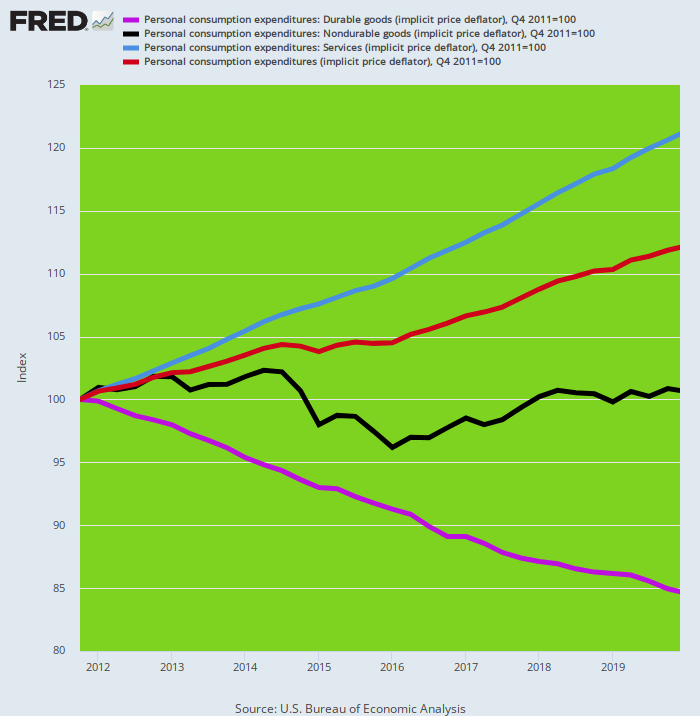 FRED
Personal consumption expenditures: Durable goods (implicit price deflator), Q4 2011=100
Personal consumption expenditures: Nondurable goods (implicit price deflator), Q4 2011=100
Personal consumption expenditures: Services (implicit price deflator), Q4 2011=100
Personal consumption expenditures (implicit price deflator), Q4 2011=100
125
120
115
110
105
100
95
90
85
80
Index
2012 2013 2014 2015 2016 2017 2018 2019
Source: U.S. Bureau of Economic Analysis